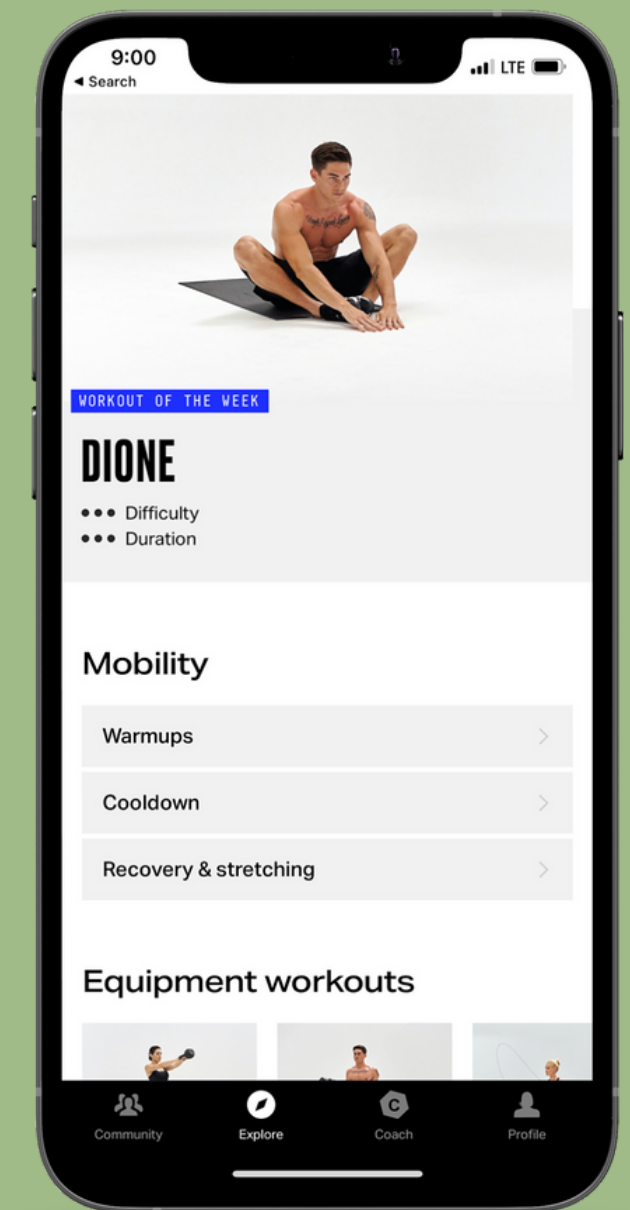 9:00
◀ Search
LTE
WORKOUT OF THE WEEK
DIONE
••• Difficulty
••• Duration
Mobility
Warmups
Cooldown
Recovery & stretching
Equipment workouts
C
Community
Explore
Coach
Profile